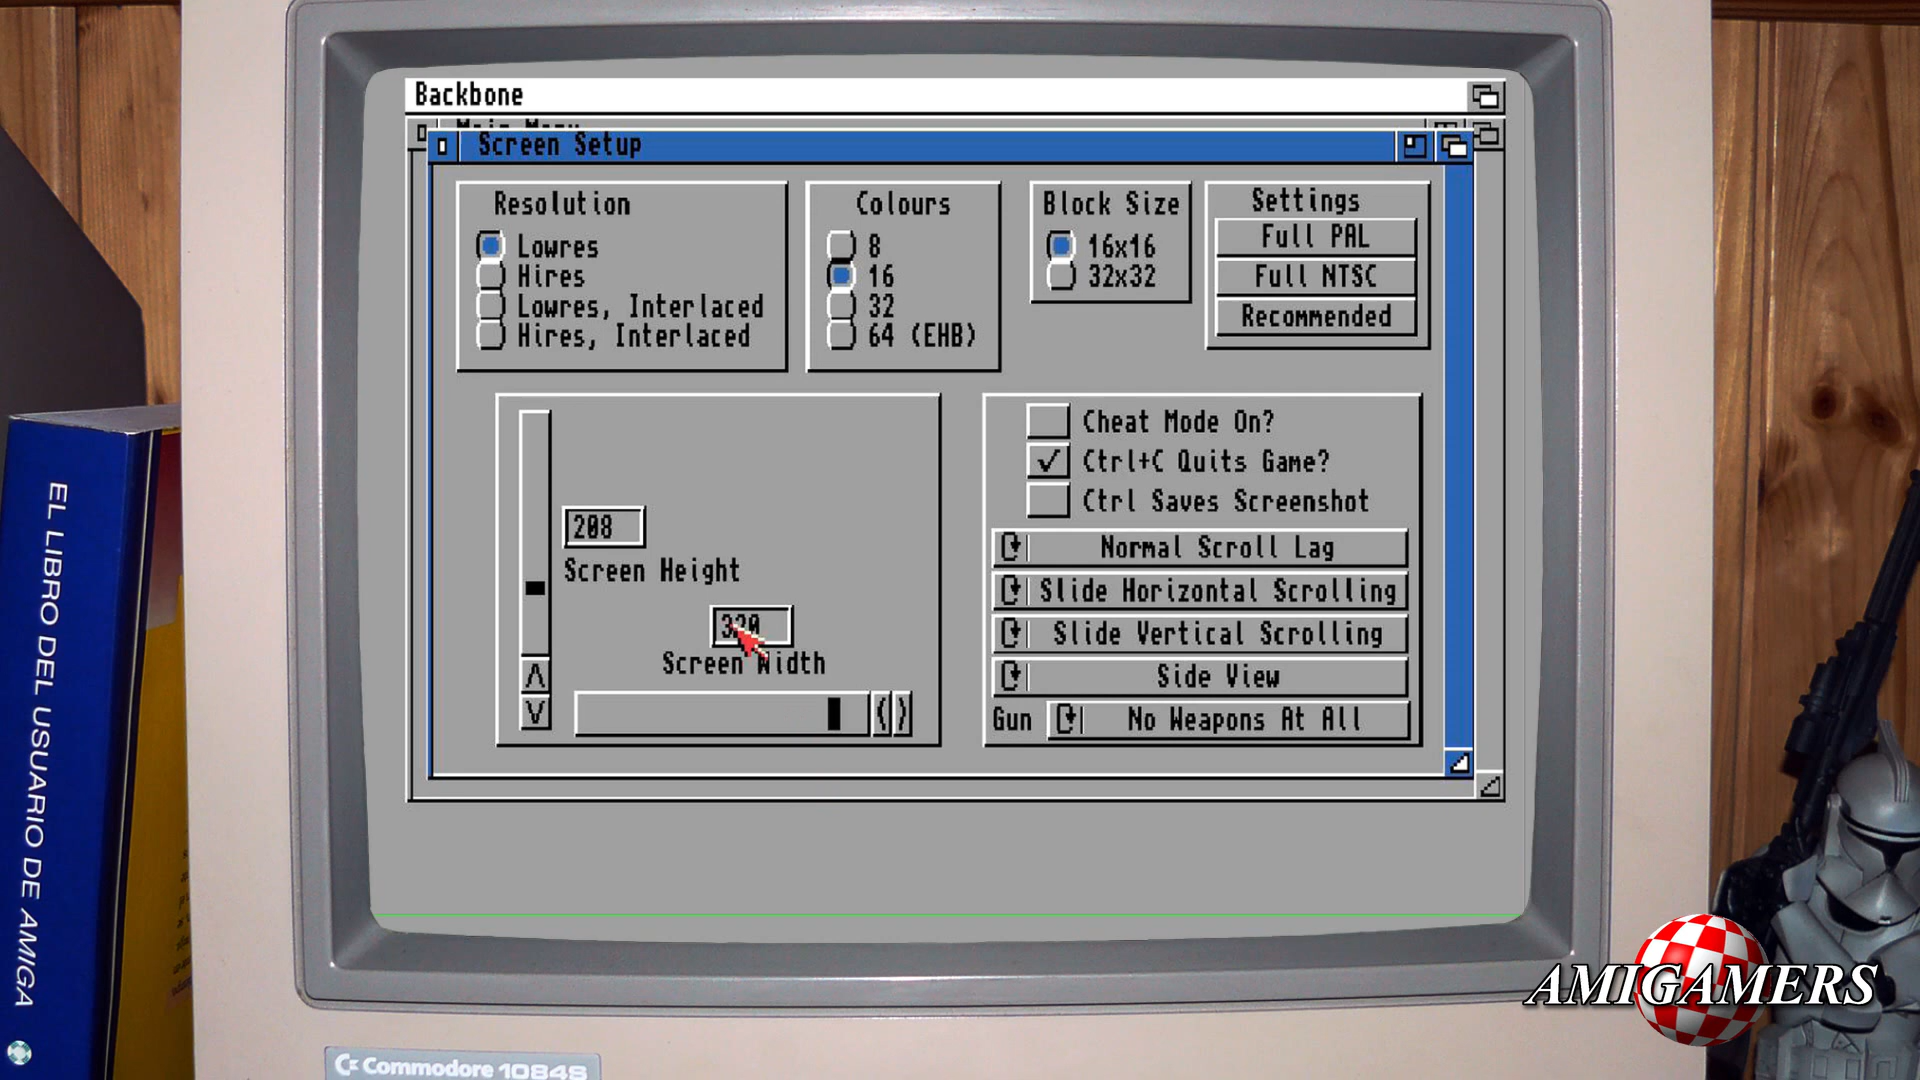 Backbone
Main Menu
Screen Setup
Resolution
Lowres
Hires
Lowres, Interlaced
Hires, Interlaced
Colours
8
16
32
64 (EHB)
Block Size
16x16
32x32
Settings
Full PAL
Full NTSC
Recommended
208
Screen Height
320
Screen Width
Cheat Mode On?
Ctrl+C Quits Game?
Ctrl Saves Screenshot
Normal Scroll Lag
Slide Horizontal Scrolling
Slide Vertical Scrolling
Side View
Gun No Weapons At All
EL LIBRO DEL USUARIO DE AMIGA
AMIGAMERS
Commodore 1084S